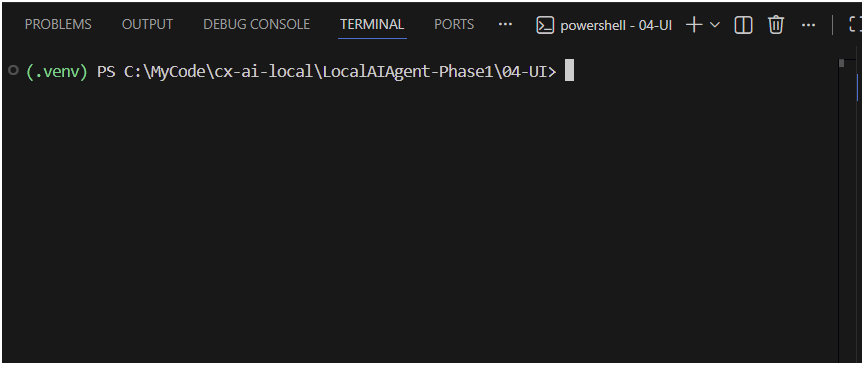 PROBLEMS OUTPUT DEBUG CONSOLE TERMINAL PORTS ··· powershell - 04-UI ···
(.venv) PS C:\MyCode\cx-ai-local\LocalAIAgent-Phase1\04-UI>